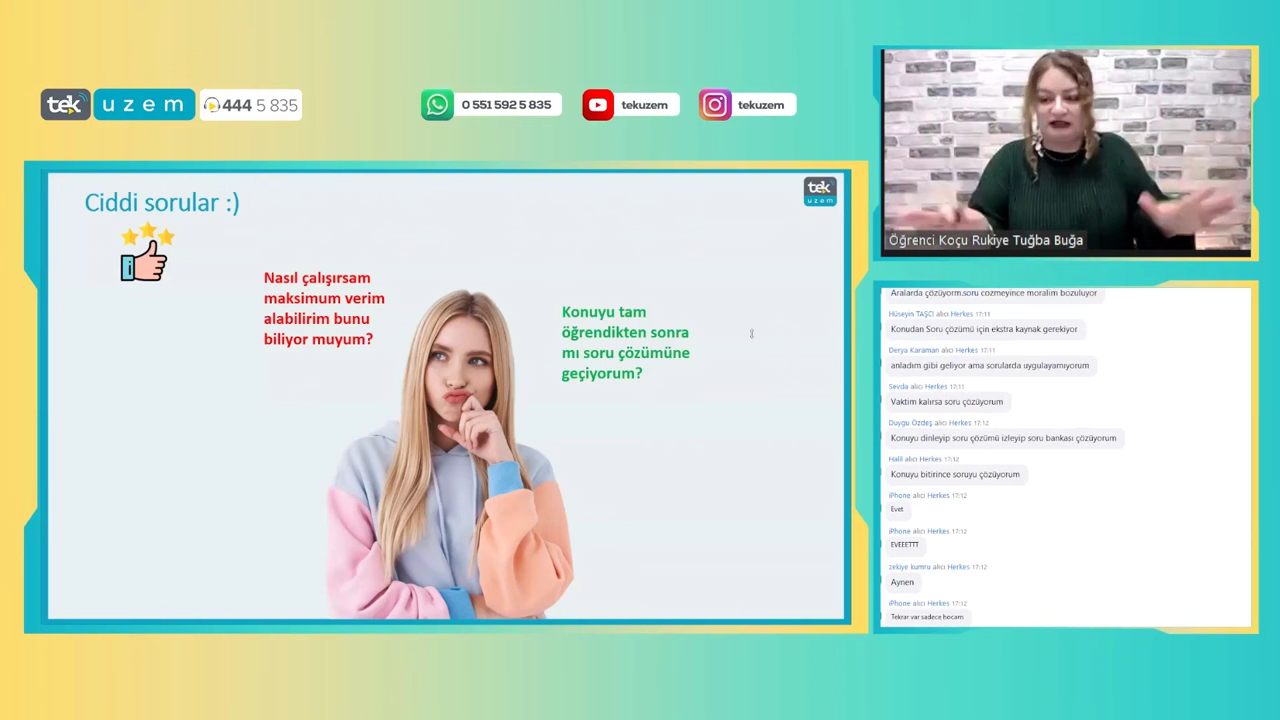 tek uzem 444 5 835
0 551 592 5 835
tekuzem
tekuzem
Ciddi sorular :)
tek
uzem
Nasıl çalışırsam
maksimum verim
alabilirim bunu
biliyor muyum?
Konuyu tam
öğrendikten sonra
mı soru çözümüne
geçiyorum?
Öğrenci Koçu Rukiye Tuğba Buğa
Aralarda çözüyorm.soru cozmeyince moralim bozuluyor
Hüseyin TAŞCI alıcı Herkes 17:11
Konudan Soru çözümü için ekstra kaynak gerekiyor
Derya Karaman alıcı Herkes 17:11
anladım gibi geliyor ama sorularda uygulayamıyorum
Sevda alıcı Herkes 17:11
Vaktim kalırsa soru çözüyorum
Duygu Özdeş alıcı Herkes 17:12
Konuyu dinleyip soru çözümü izleyip soru bankası çözüyorum
Halil alıcı Herkes 17:12
Konuyu bitirince soruyu çözüyorum
iPhone alıcı Herkes 17:12
Evet
iPhone alıcı Herkes 17:12
EVEEETTT
zekiye kumru alıcı Herkes 17:12
Aynen
iPhone alıcı Herkes 17:12
Tekrar var sadece hocam